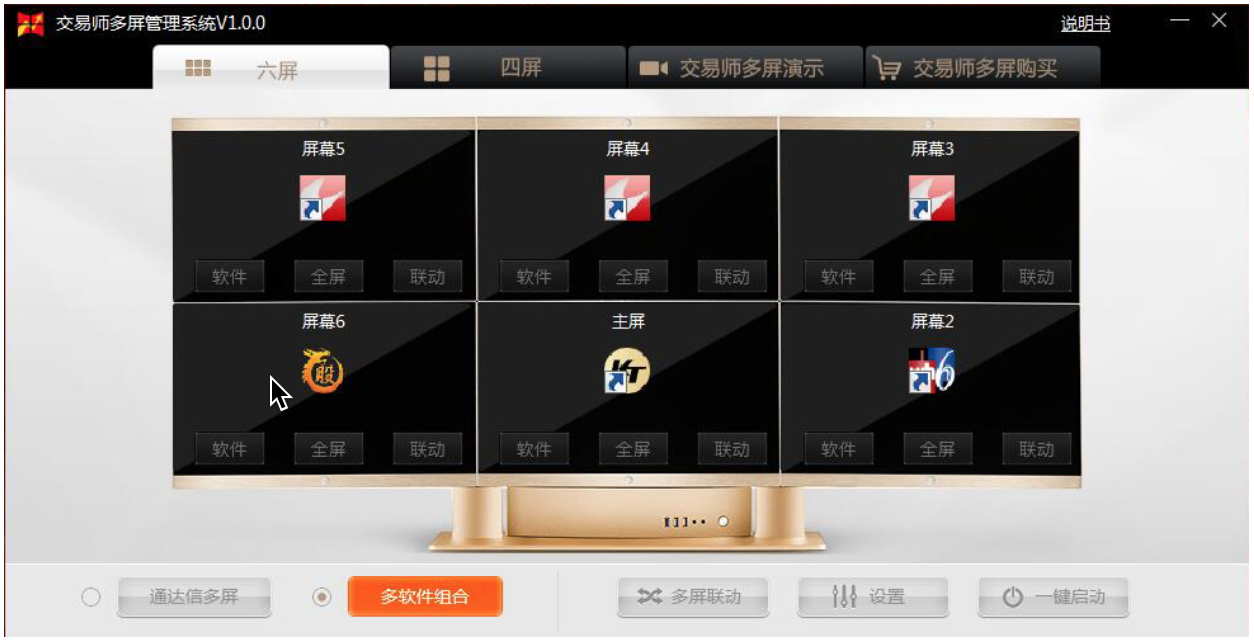 交易师多屏管理系统V1.0.0
说明书
六屏
四屏
交易师多屏演示
交易师多屏购买
屏幕5
屏幕4
屏幕3
软件
全屏
联动
软件
全屏
联动
软件
全屏
联动
屏幕6
主屏
屏幕2
股
KT
6
软件
全屏
联动
软件
全屏
联动
软件
全屏
联动
通达信多屏
多软件组合
多屏联动
设置
一键启动